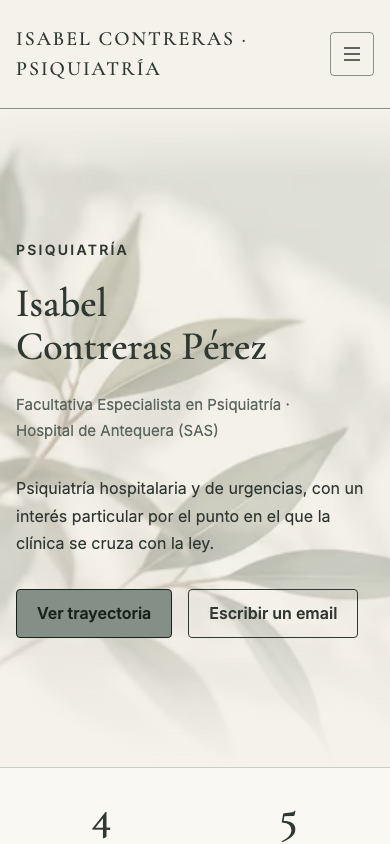 ISABEL CONTRERAS ·
PSIQUIATRÍA
PSIQUIATRÍA
Isabel
Contreras Pérez
Facultativa Especialista en Psiquiatría ·
Hospital de Antequera (SAS)
Psiquiatría hospitalaria y de urgencias, con un
interés particular por el punto en el que la
clínica se cruza con la ley.
Ver trayectoria
Escribir un email
4
5